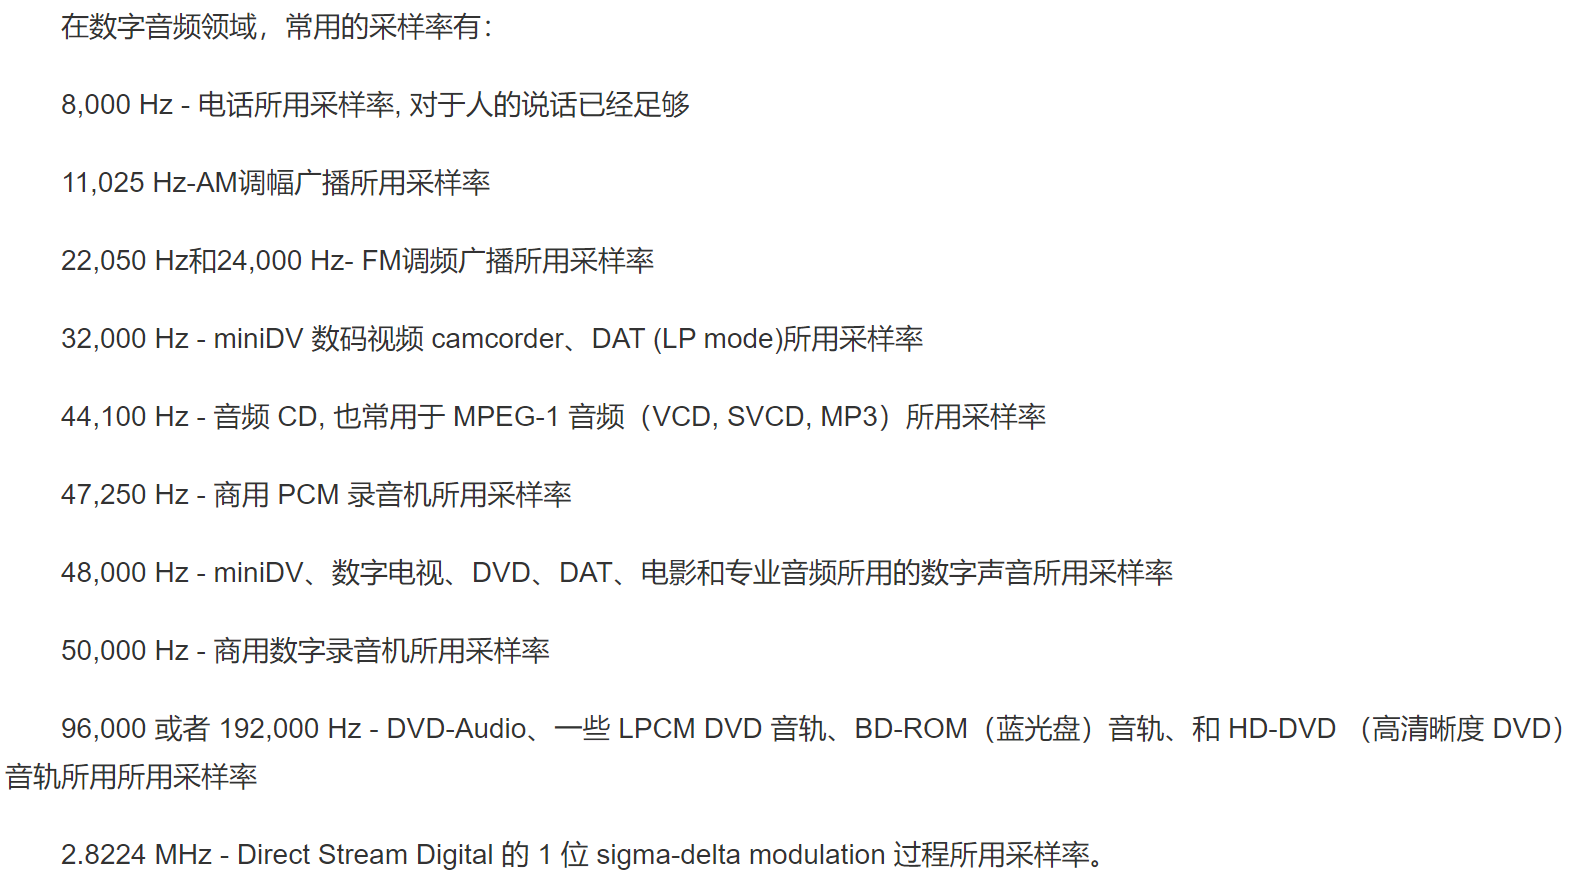 在数字音频领域，常用的采样率有：
8,000 Hz - 电话所用采样率, 对于人的说话已经足够
11,025 Hz-AM调幅广播所用采样率
22,050 Hz和24,000 Hz- FM调频广播所用采样率
32,000 Hz - miniDV 数码视频 camcorder、DAT (LP mode)所用采样率
44,100 Hz - 音频 CD, 也常用于 MPEG-1 音频（VCD, SVCD, MP3）所用采样率
47,250 Hz - 商用 PCM 录音机所用采样率
48,000 Hz - miniDV、数字电视、DVD、DAT、电影和专业音频所用的数字声音所用采样率
50,000 Hz - 商用数字录音机所用采样率
96,000 或者 192,000 Hz - DVD-Audio、一些 LPCM DVD 音轨、BD-ROM（蓝光盘）音轨、和 HD-DVD （高清晰度 DVD）
音轨所用所用采样率
2.8224 MHz - Direct Stream Digital 的 1 位 sigma-delta modulation 过程所用采样率。